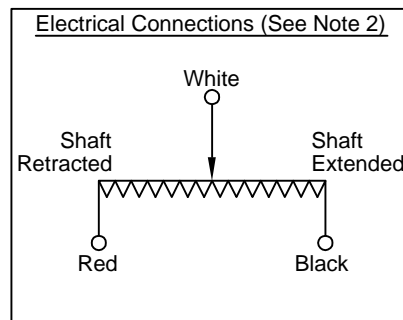 Electrical Connections (See Note 2)
White
Shaft
Retracted
Shaft
Extended
Red
Black